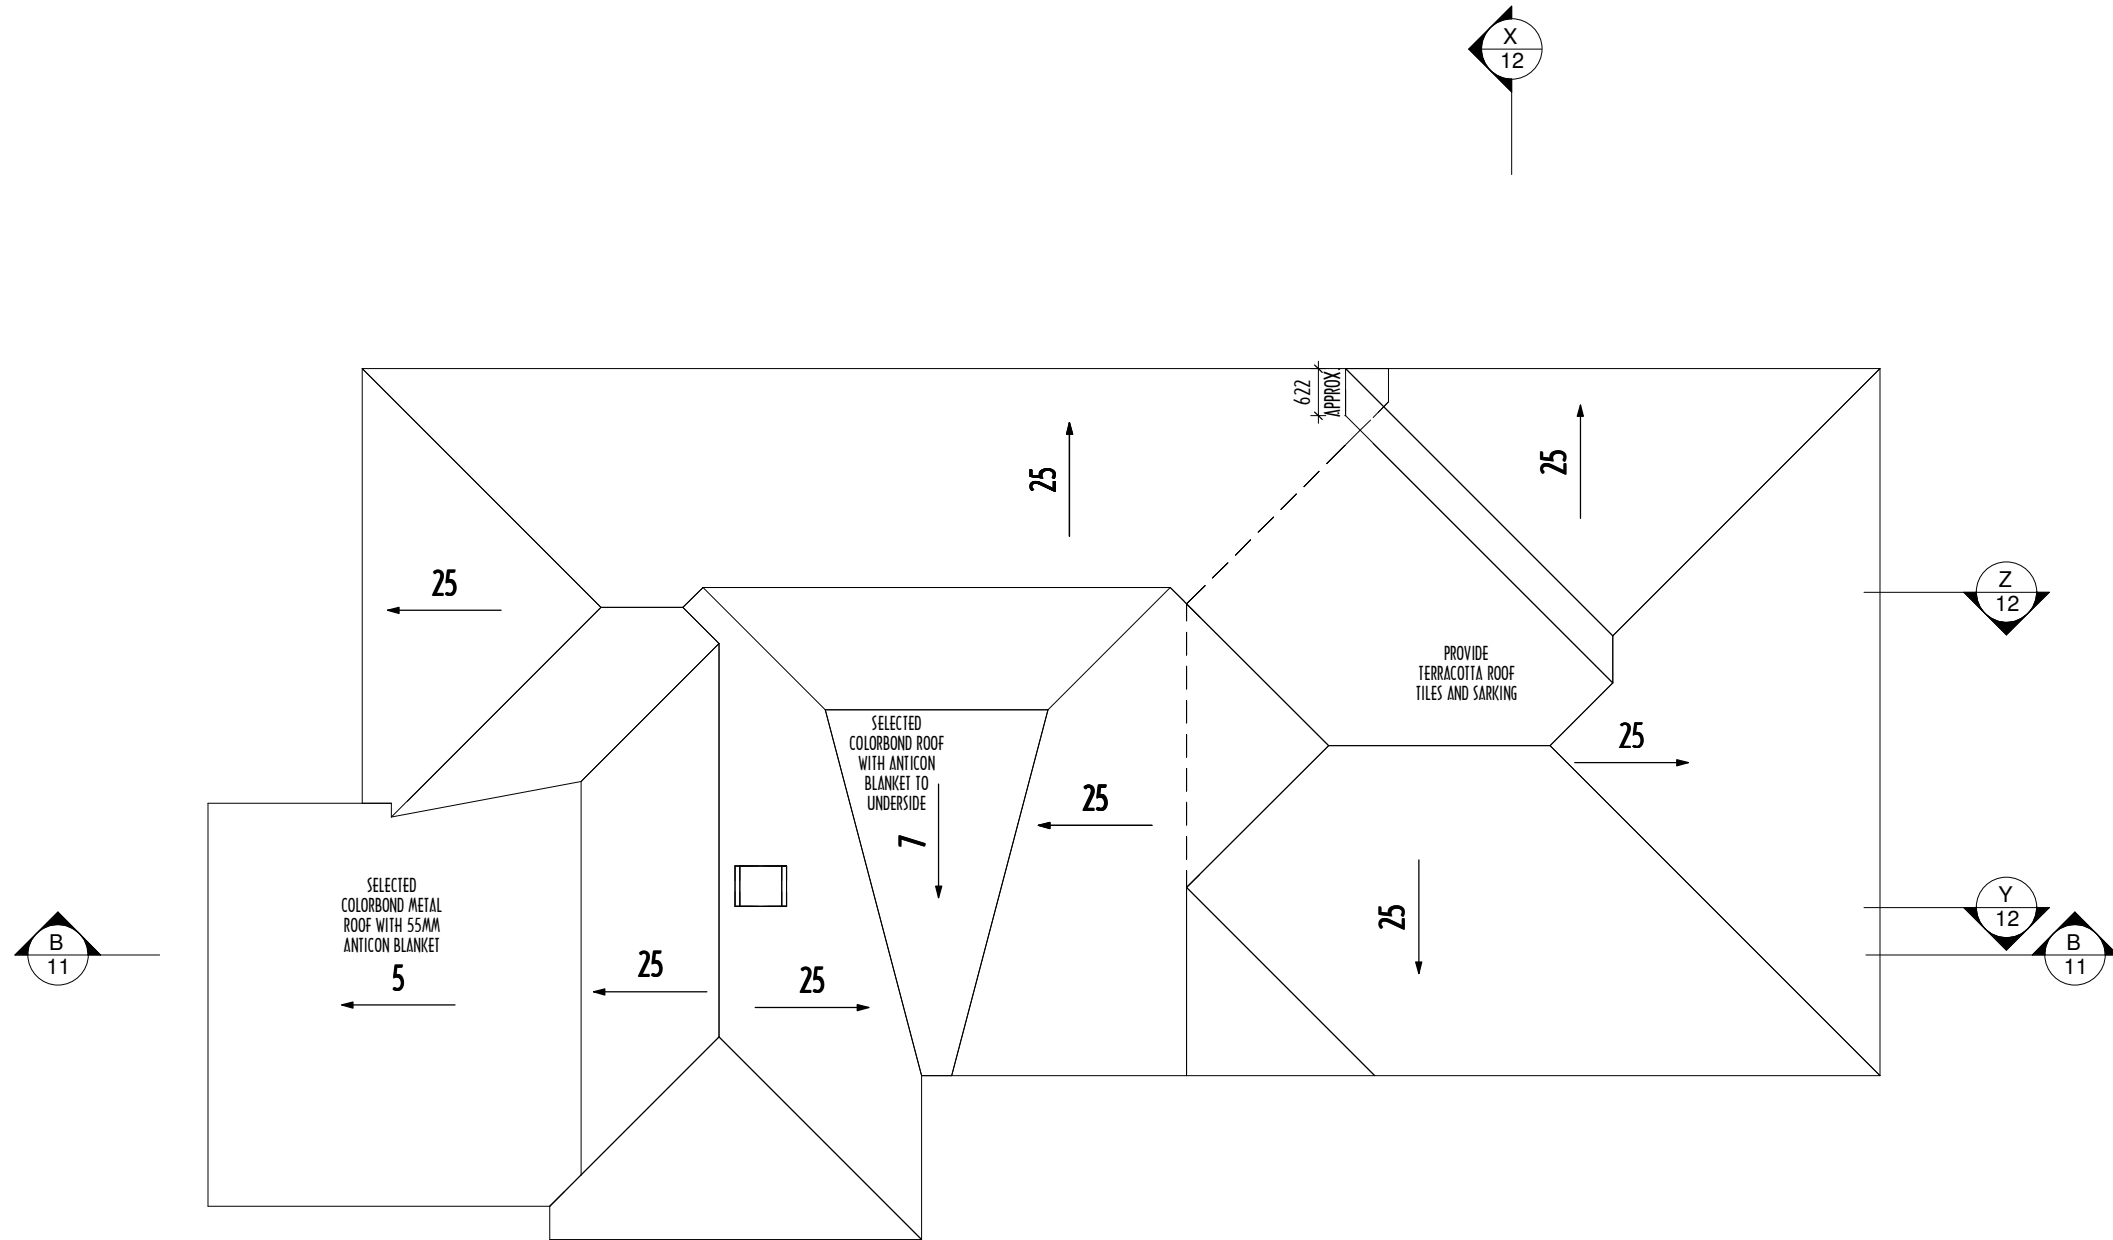 X
12
622
APPROX.
25
25
25
Z
12
PROVIDE
TERRACOTTA ROOF
TILES AND SARKING
SELECTED
COLORBOND ROOF
WITH ANTICON
BLANKET TO
UNDERSIDE
7
25
25
SELECTED
COLORBOND METAL
ROOF WITH 55MM
ANTICON BLANKET
5
25
25
25
Y
12
B
11
B
11